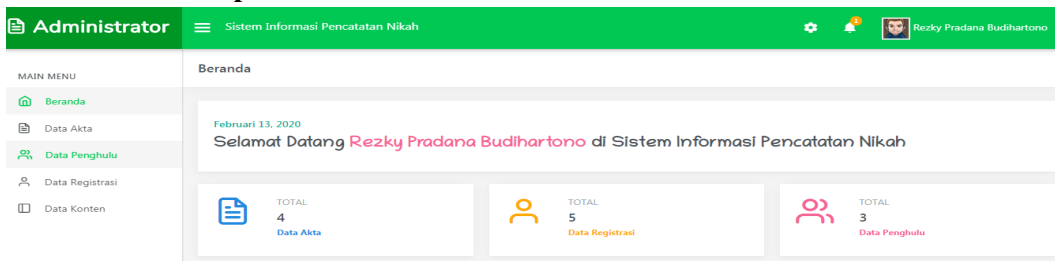 Administrator
Sistem Informasi Pencatatan Nikah
1
Rezky Pradana Budihartono
MAIN MENU
Beranda
Data Akta
Data Penghulu
Data Registrasi
Data Konten
Beranda
Februari 13, 2020
Selamat Datang Rezky Pradana Budihartono di Sistem Informasi Pencatatan Nikah
TOTAL
4
Data Akta
TOTAL
5
Data Registrasi
TOTAL
3
Data Penghulu